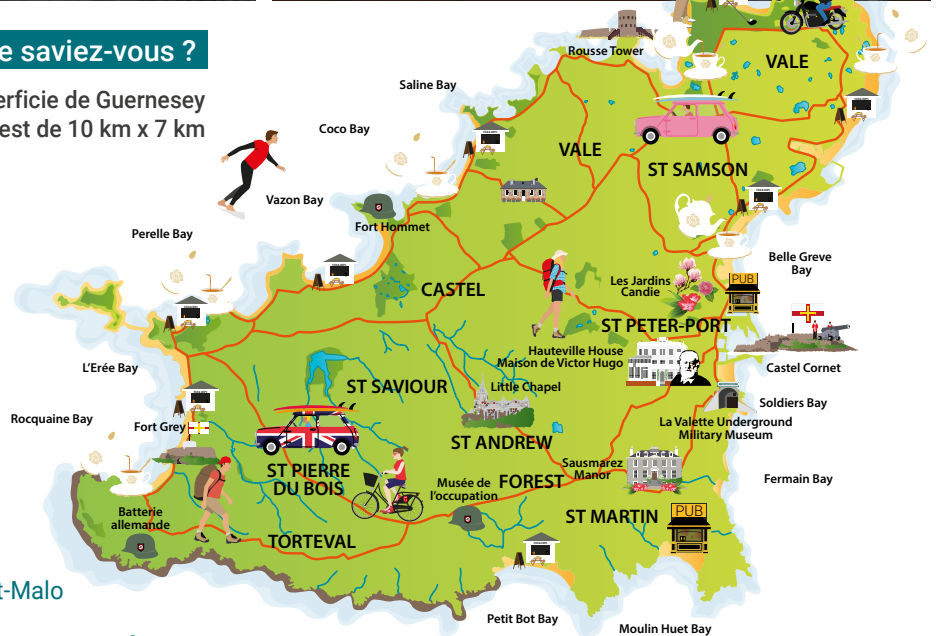 e saviez-vous ?
erficie de Guernesey
est de 10 km x 7 km
Rousse Tower
VALE
Saline Bay
Coco Bay
VALE
ST SAMSON
Vazon Bay
Fort Hommet
Perelle Bay
Belle Greve
Bay
Les Jardins
Candie
PUB
CASTEL
ST PETER-PORT
Hauteville House
Maison de Victor Hugo
Castel Cornet
L'Erée Bay
ST SAVIOUR
Little Chapel
Soldiers Bay
Rocquaine Bay
Fort Grey
La Valette Underground
Military Museum
ST ANDREW
ST PIERRE
DU BOIS
Musée de
l'occupation
FOREST
Sausmarez
Manor
Fermain Bay
Batterie
allemande
ST MARTIN
PUB
TORTEVAL
t-Malo
Petit Bot Bay
Moulin Huet Bay